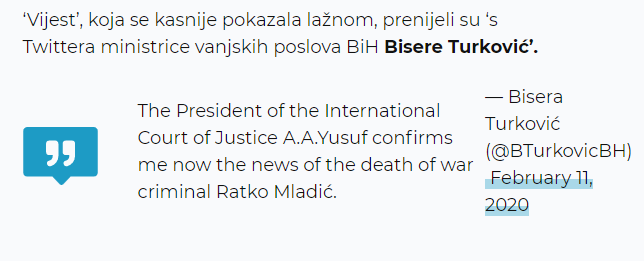 ‘Vijest’, koja se kasnije pokazala lažnom, prenijeli su ‘s
Twittera ministrice vanjskih poslova BiH Bisere Turković’.
The President of the International
Court of Justice A.A.Yusuf confirms
me now the news of the death of war
criminal Ratko Mladić.
— Bisera
Turković
(@BTurkovicBH)
February 11,
2020